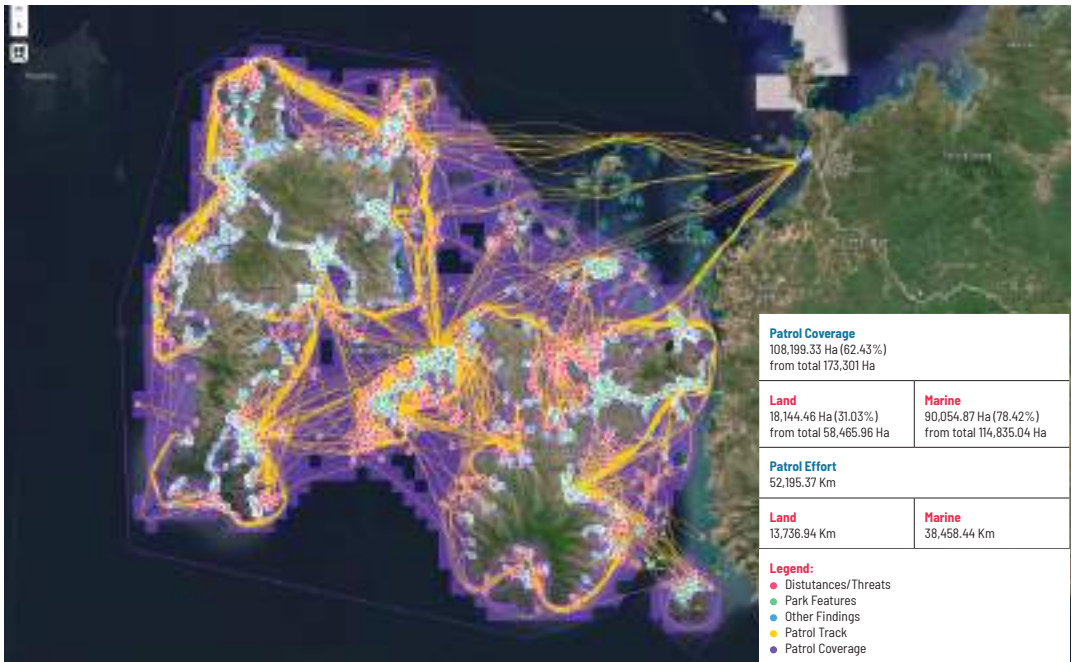 Patrol Coverage
108,199.33 Ha (62.43%)
from total 173,301 Ha
Land
18,144.46 Ha (31.03%)
from total 58,465.96 Ha
Marine
90,054.87 Ha (78.42%)
from total 114,835.04 Ha
Patrol Effort
52,195.37 Km
Land
13,736.94 Km
Marine
38,458.44 Km
Legend:
Distutances/Threats
Park Features
Other Findings
Patrol Track
Patrol Coverage